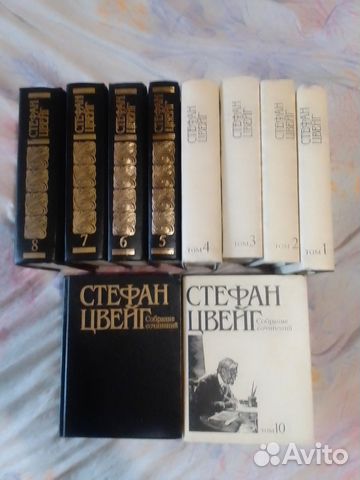 СТЕФАН
ЦВЕЙГ
8
СТЕФАН
ЦВЕЙГ
7
СТЕФАН
ЦВЕЙГ
6
СТЕФАН
ЦВЕЙГ
5
СТЕФАН
ЦВЕЙГ
ТОМ 4
СТЕФАН
ЦВЕЙГ
ТОМ 3
СТЕФАН
ЦВЕЙГ
ТОМ 2
СТЕФАН
ЦВЕЙГ
ТОМ 1
СТЕФАН
ЦВЕЙГ
Собрание
сочинений
СТЕФАН
ЦВЕЙГ
Собрание
сочинений
ТОМ 10
Avito